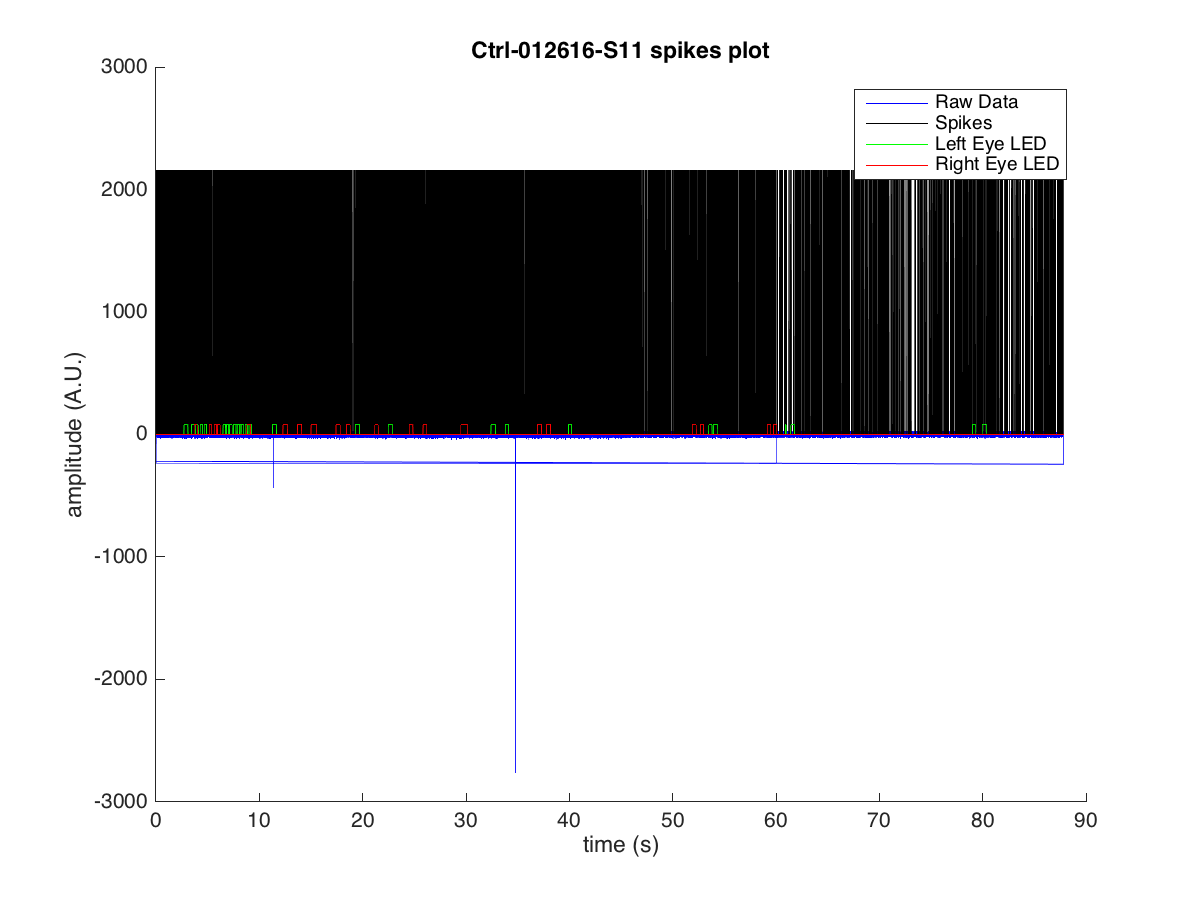 Ctrl-012616-S11 spikes plot
3000
2000
1000
0
-1000
-2000
-3000
amplitude (A.U.)
Raw Data
Spikes
Left Eye LED
Right Eye LED
0 10 20 30 40 50 60 70 80 90
time (s)